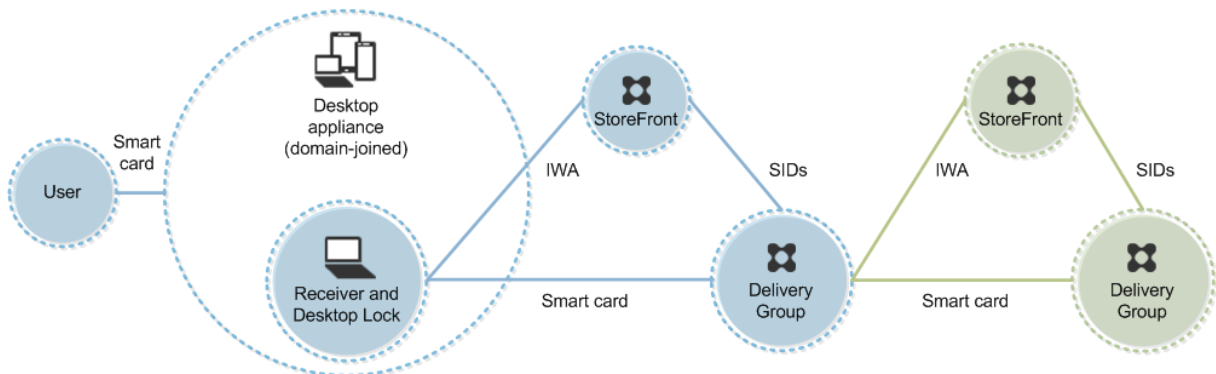 User
Smart
card
Desktop
appliance
(domain-joined)
Receiver and
Desktop Lock
IWA
StoreFront
SIDs
Smart card
Delivery
Group
IWA
StoreFront
SIDs
Smart card
Delivery
Group